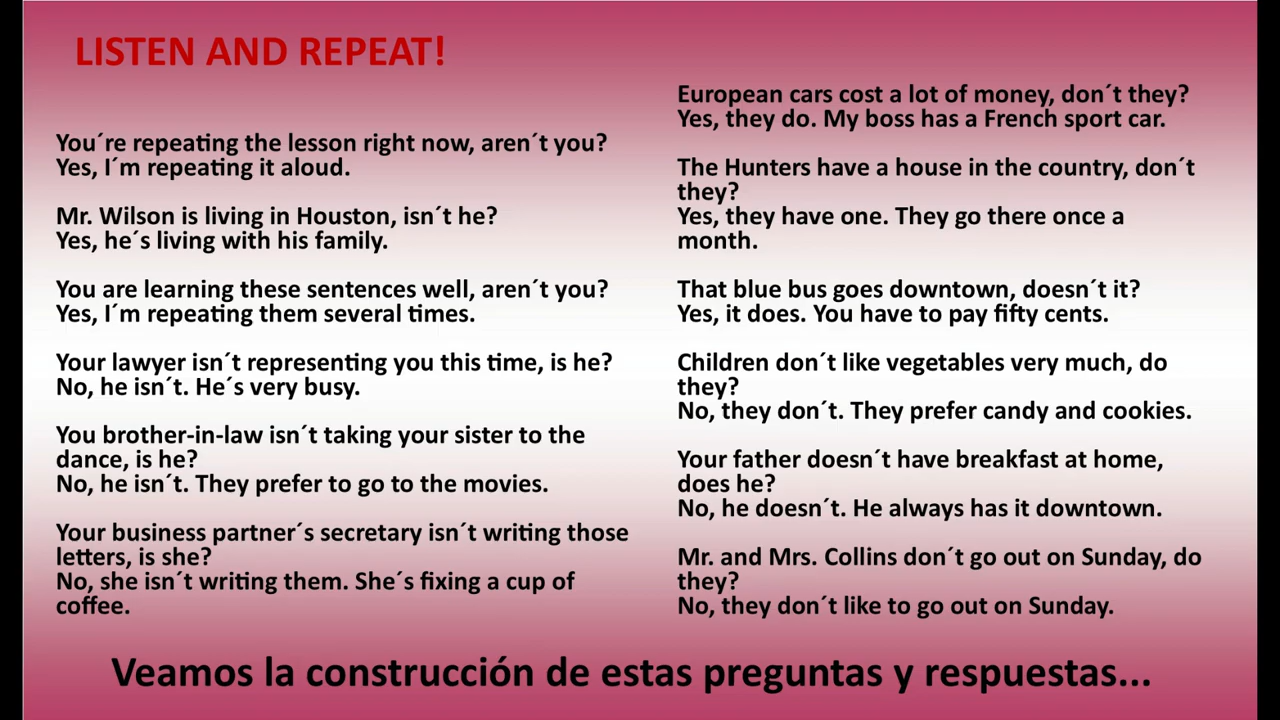 LISTEN AND REPEAT!
You´re repeating the lesson right now, aren´t you?
Yes, I´m repeating it aloud.
Mr. Wilson is living in Houston, isn´t he?
Yes, he´s living with his family.
You are learning these sentences well, aren´t you?
Yes, I´m repeating them several times.
Your lawyer isn´t representing you this time, is he?
No, he isn´t. He´s very busy.
You brother-in-law isn´t taking your sister to the
dance, is he?
No, he isn´t. They prefer to go to the movies.
Your business partner´s secretary isn´t writing those
letters, is she?
No, she isn´t writing them. She´s fixing a cup of
coffee.
European cars cost a lot of money, don´t they?
Yes, they do. My boss has a French sport car.
The Hunters have a house in the country, don´t
they?
Yes, they have one. They go there once a
month.
That blue bus goes downtown, doesn´t it?
Yes, it does. You have to pay fifty cents.
Children don´t like vegetables very much, do
they?
No, they don´t. They prefer candy and cookies.
Your father doesn´t have breakfast at home,
does he?
No, he doesn´t. He always has it downtown.
Mr. and Mrs. Collins don´t go out on Sunday, do
they?
No, they don´t like to go out on Sunday.
Veamos la construcción de estas preguntas y respuestas...